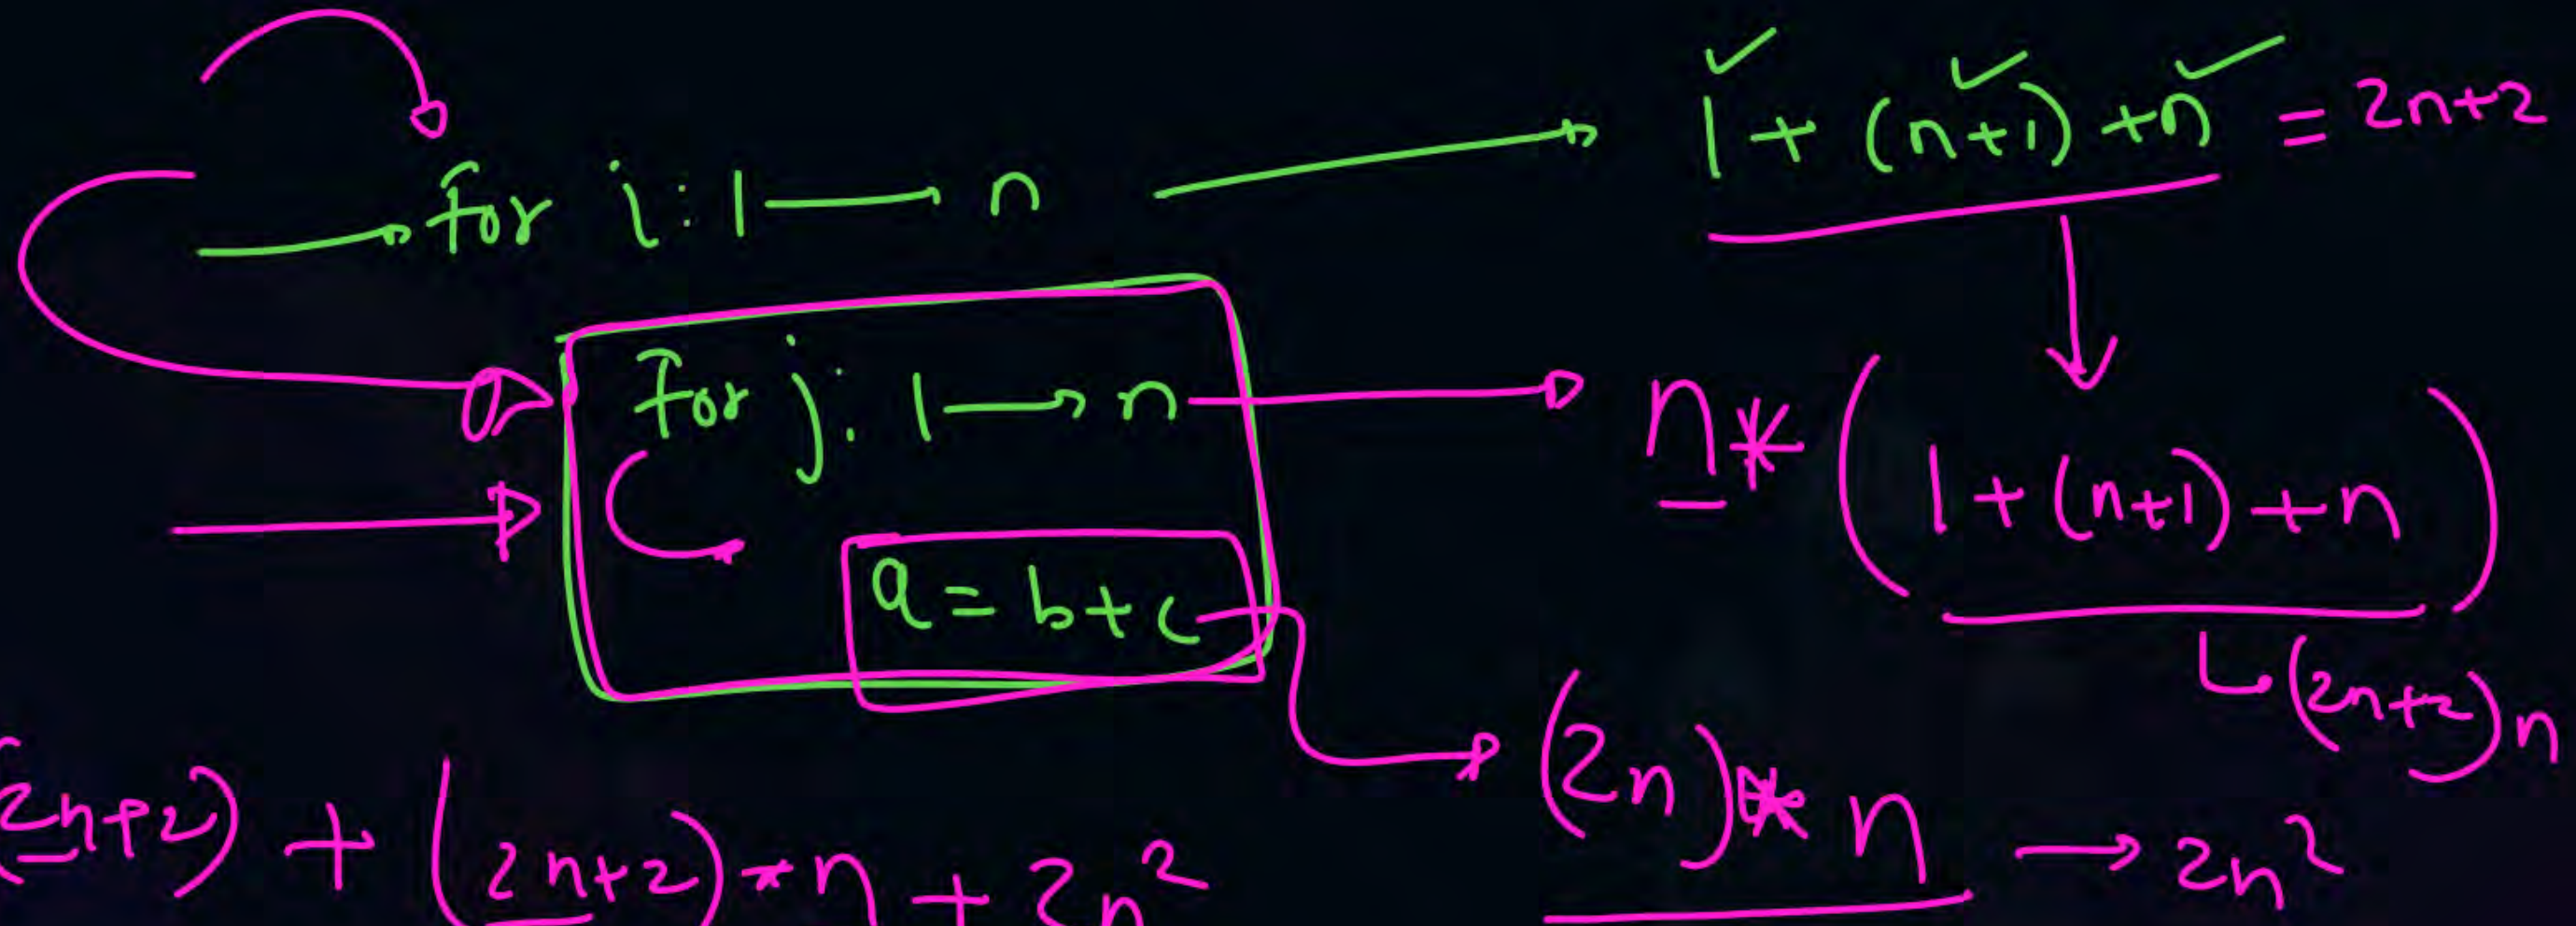 for i: 1 → n → 1 + (n+1) + n = 2n+2
for j: 1 → n → n * (1 + (n+1) + n)
↳ (2n+2)n
a = b + c → (2n) * n → 2n²
(2n+2) + (2n+2) * n + 2n²